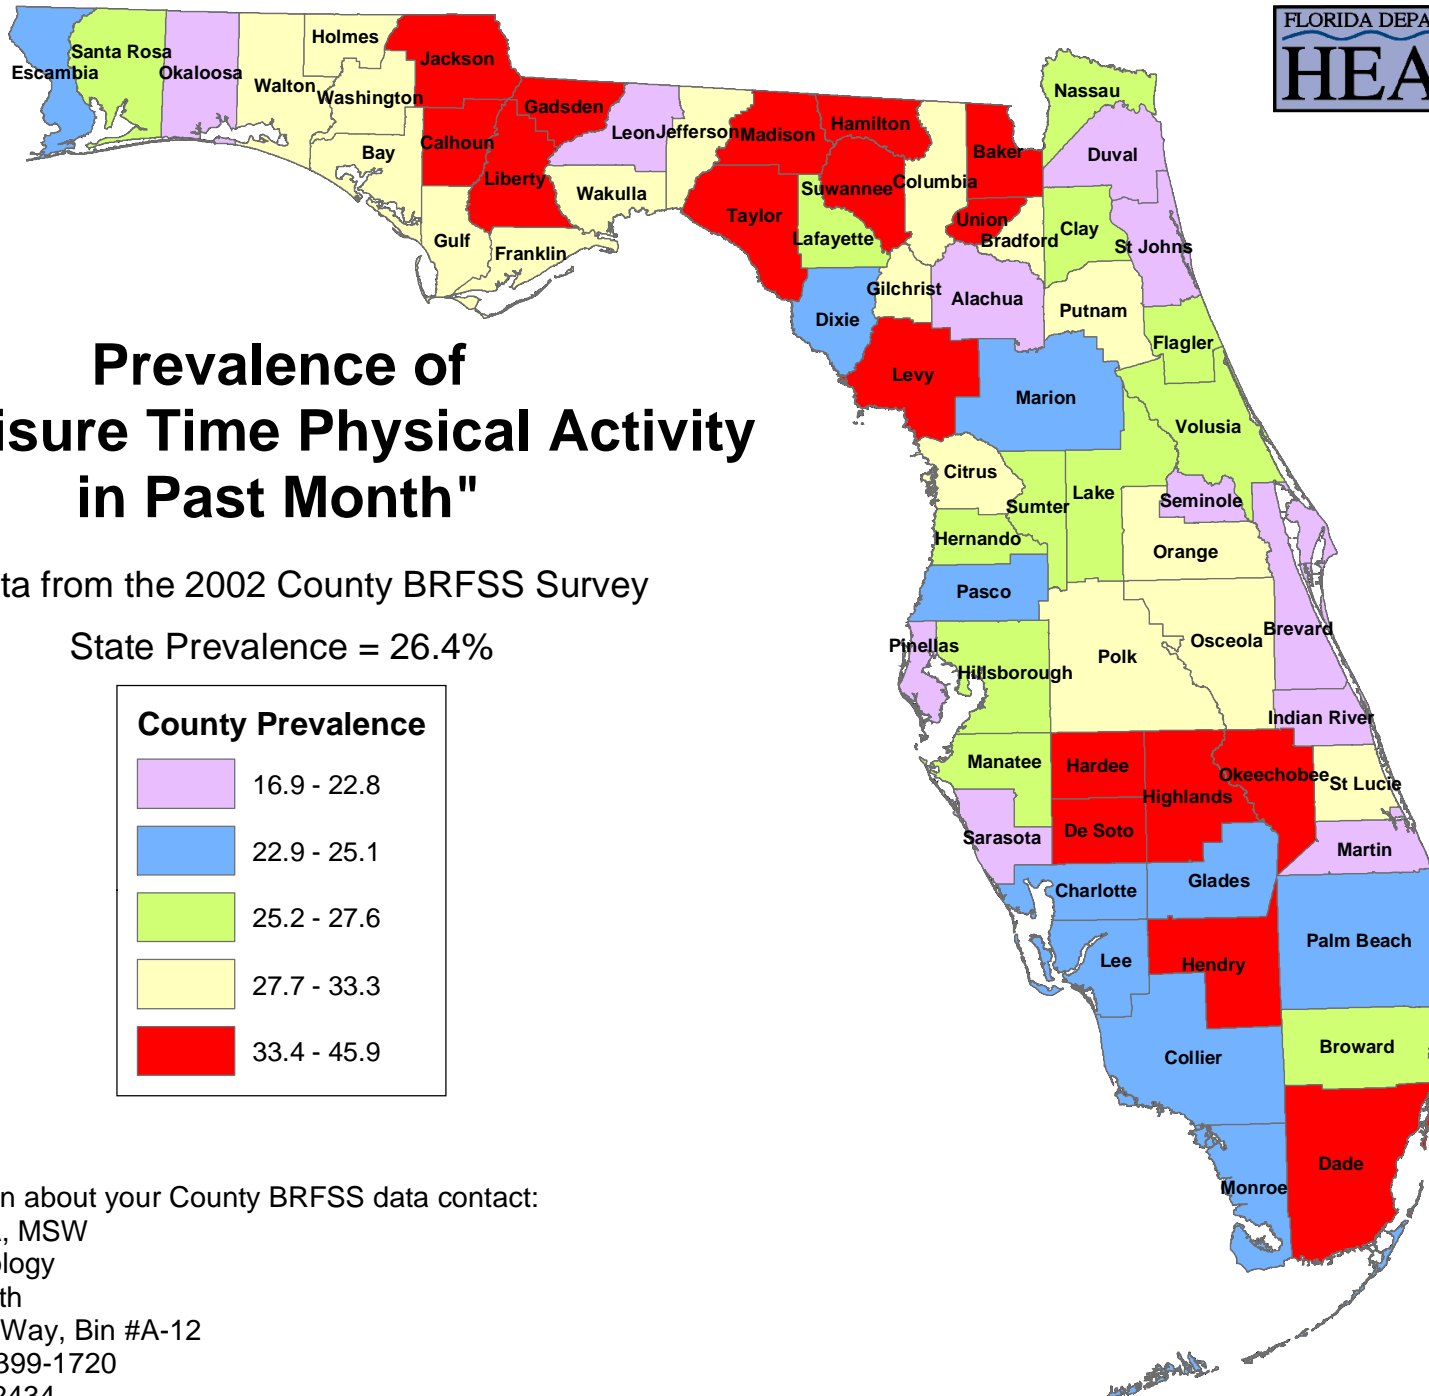 FLORIDA DEPA
HEA
Holmes
Jackson
Santa Rosa
Escambia
Okaloosa
Walton
Washington
Gadsden
Nassau
Leon
Jefferson
Madison
Hamilton
Calhoun
Bay
Baker
Duval
Liberty
Wakulla
Suwannee
Columbia
Taylor
Union
Clay
Gulf
Franklin
Lafayette
Bradford
St Johns
Gilchrist
Alachua
Dixie
Putnam
Flagler
Prevalence of
isure Time Physical Activity
in Past Month"
Levy
Marion
Volusia
Citrus
Sumter
Lake
Seminole
Hernando
Orange
ta from the 2002 County BRFSS Survey
Pasco
State Prevalence = 26.4%
Pinellas
Hillsborough
Polk
Osceola
Brevard
Indian River
County Prevalence
16.9 - 22.8
22.9 - 25.1
25.2 - 27.6
27.7 - 33.3
33.4 - 45.9
Manatee
Hardee
Highlands
Okeechobee
St Lucie
Sarasota
De Soto
Martin
Charlotte
Glades
Lee
Hendry
Palm Beach
Collier
Broward
Dade
Monroe
n about your County BRFSS data contact:
, MSW
ology
th
Way, Bin #A-12
399-1720
2434